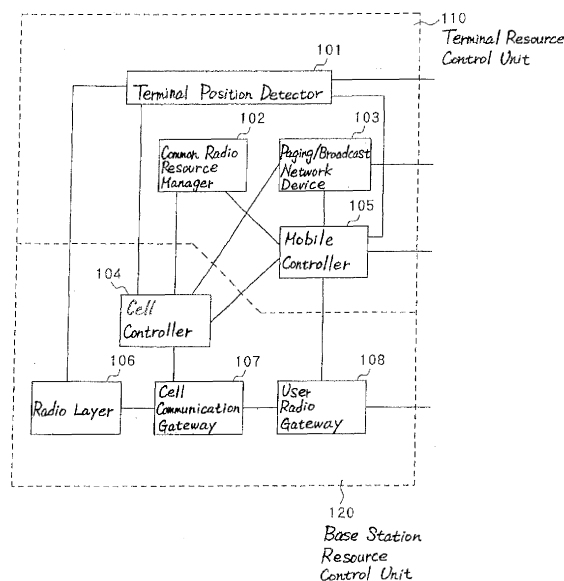 110
Terminal Resource
Control Unit
101
Terminal Position Detector
102
Common Radio
Resource
Manager
103
Paging/Broadcast
Network
Device
105
Mobile
Controller
104
Cell
Controller
106
Radio Layer
107
Cell
Communication
Gateway
108
User
Radio
Gateway
120
Base Station
Resource
Control Unit